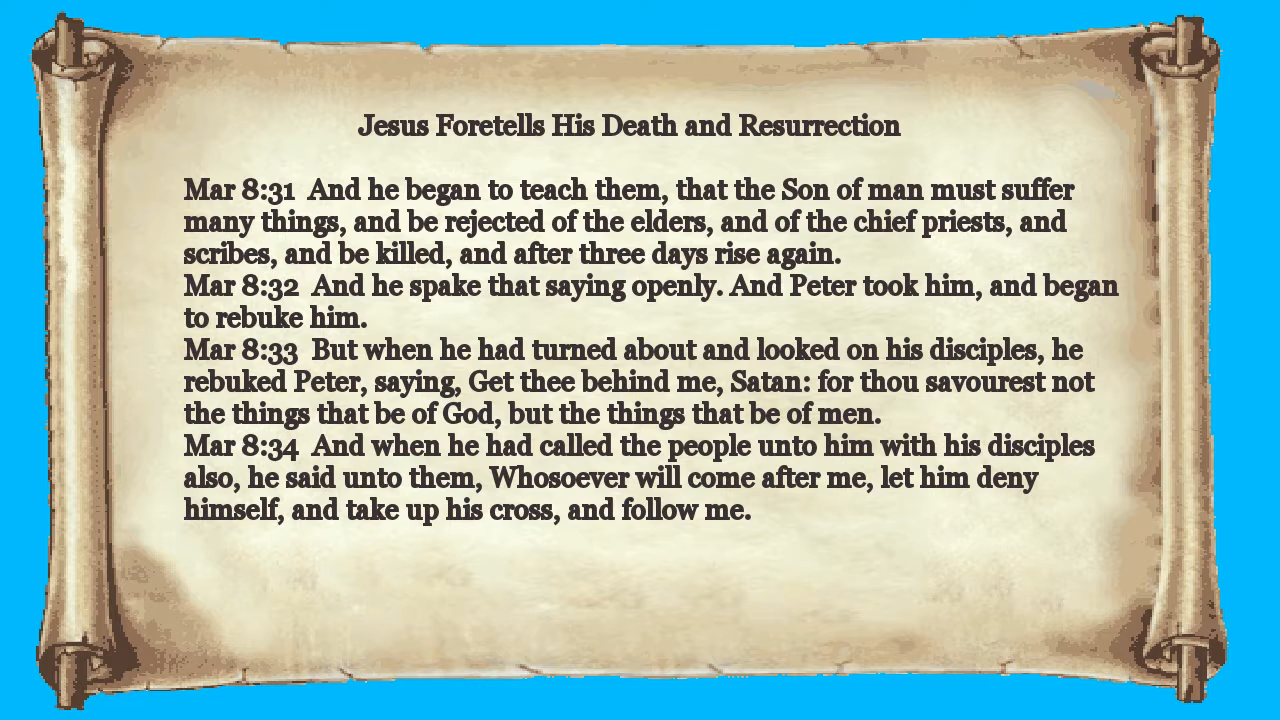 Jesus Foretells His Death and Resurrection
Mar 8:31  And he began to teach them, that the Son of man must suffer
many things, and be rejected of the elders, and of the chief priests, and
scribes, and be killed, and after three days rise again.
Mar 8:32  And he spake that saying openly. And Peter took him, and began
to rebuke him.
Mar 8:33  But when he had turned about and looked on his disciples, he
rebuked Peter, saying, Get thee behind me, Satan: for thou savourest not
the things that be of God, but the things that be of men.
Mar 8:34  And when he had called the people unto him with his disciples
also, he said unto them, Whosoever will come after me, let him deny
himself, and take up his cross, and follow me.